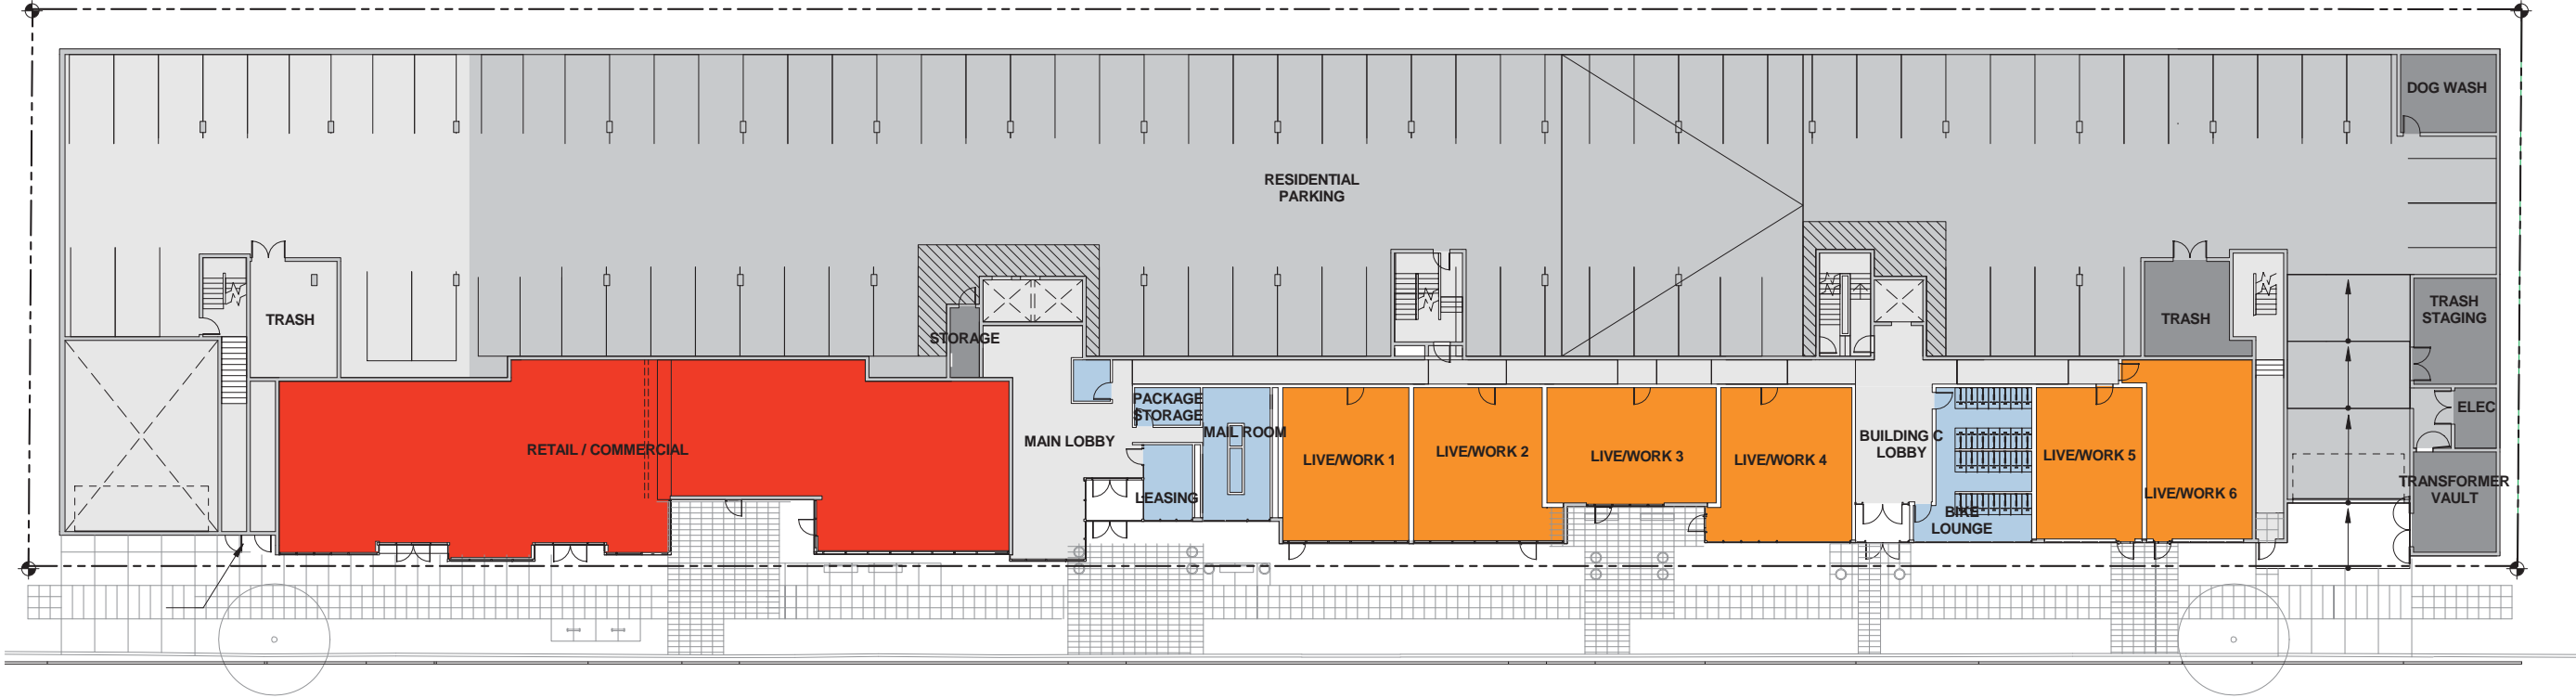 DOG WASH
RESIDENTIAL
PARKING
TRASH
STORAGE
TRASH
TRASH
STAGING
RETAIL / COMMERCIAL
MAIN LOBBY
PACKAGE
STORAGE
MAIL ROOM
LEASING
LIVE/WORK 1
LIVE/WORK 2
LIVE/WORK 3
LIVE/WORK 4
BUILDING C
LOBBY
BIKE
LOUNGE
LIVE/WORK 5
LIVE/WORK 6
ELEC
TRANSFORMER
VAULT